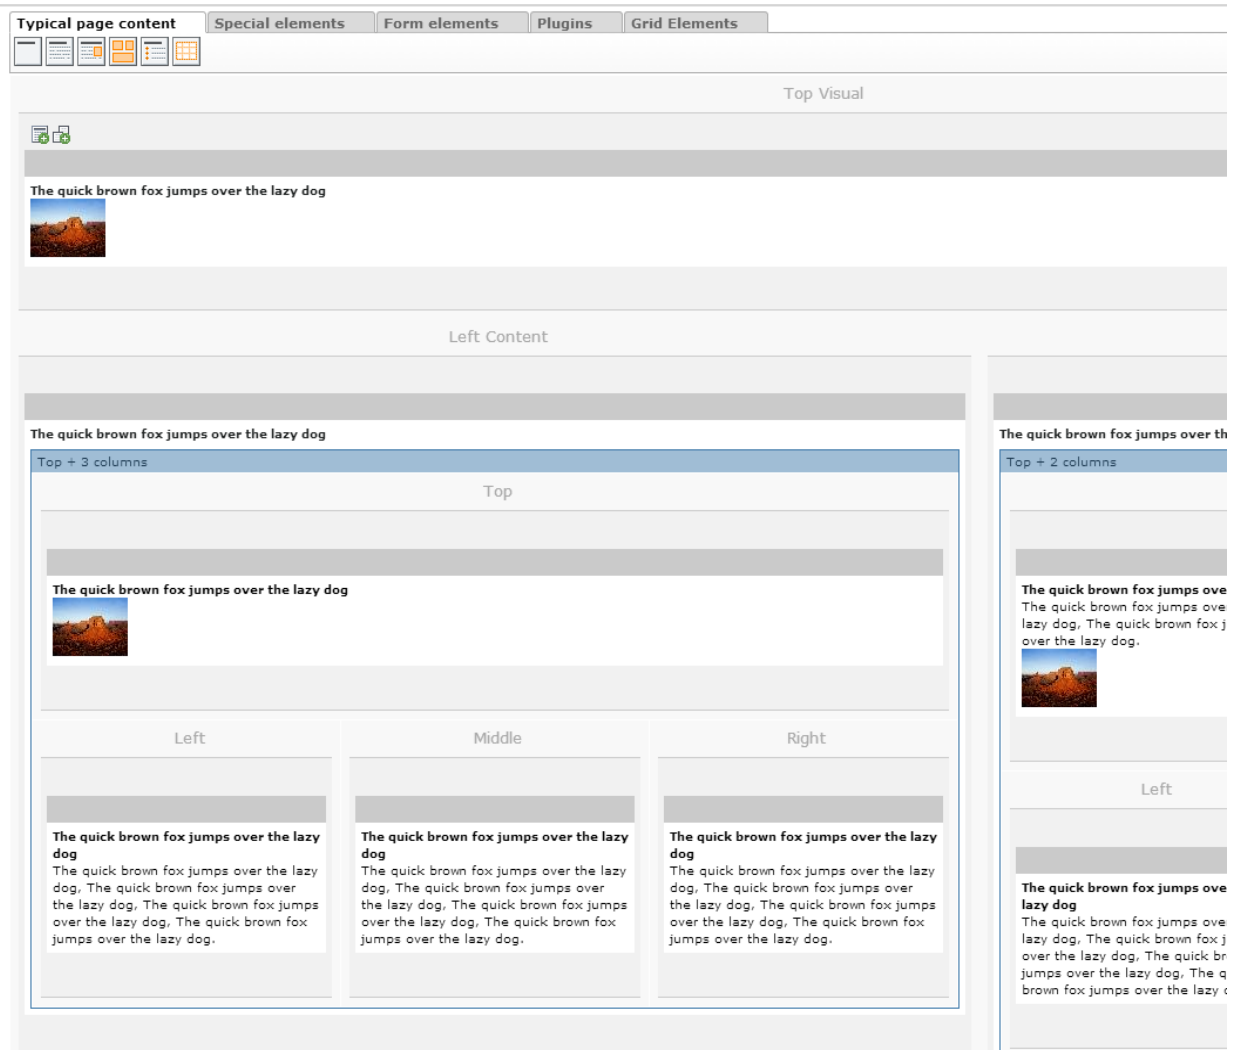 Typical page content Special elements Form elements Plugins Grid Elements
Top Visual
The quick brown fox jumps over the lazy dog
Left Content
The quick brown fox jumps over the lazy dog
Top + 3 columns
Top
The quick brown fox jumps over the lazy dog
Left
The quick brown fox jumps over the lazy
dog
The quick brown fox jumps over the lazy
dog, The quick brown fox jumps over
the lazy dog, The quick brown fox jumps
over the lazy dog, The quick brown fox
jumps over the lazy dog.
Middle
The quick brown fox jumps over the lazy
dog
The quick brown fox jumps over the lazy
dog, The quick brown fox jumps over
the lazy dog, The quick brown fox jumps
over the lazy dog, The quick brown fox
jumps over the lazy dog.
Right
The quick brown fox jumps over the lazy
dog
The quick brown fox jumps over the lazy
dog, The quick brown fox jumps over
the lazy dog, The quick brown fox jumps
over the lazy dog, The quick brown fox
jumps over the lazy dog.
The quick brown fox jumps over
Top + 2 columns
The quick brown fox jumps
The quick brown fox jumps
lazy dog, The quick brown fox
over the lazy dog.
Left
The quick brown fox jumps
lazy dog
The quick brown fox jumps
lazy dog, The quick brown fox
over the lazy dog, The quick
jumps over the lazy dog, The
brown fox jumps over the lazy